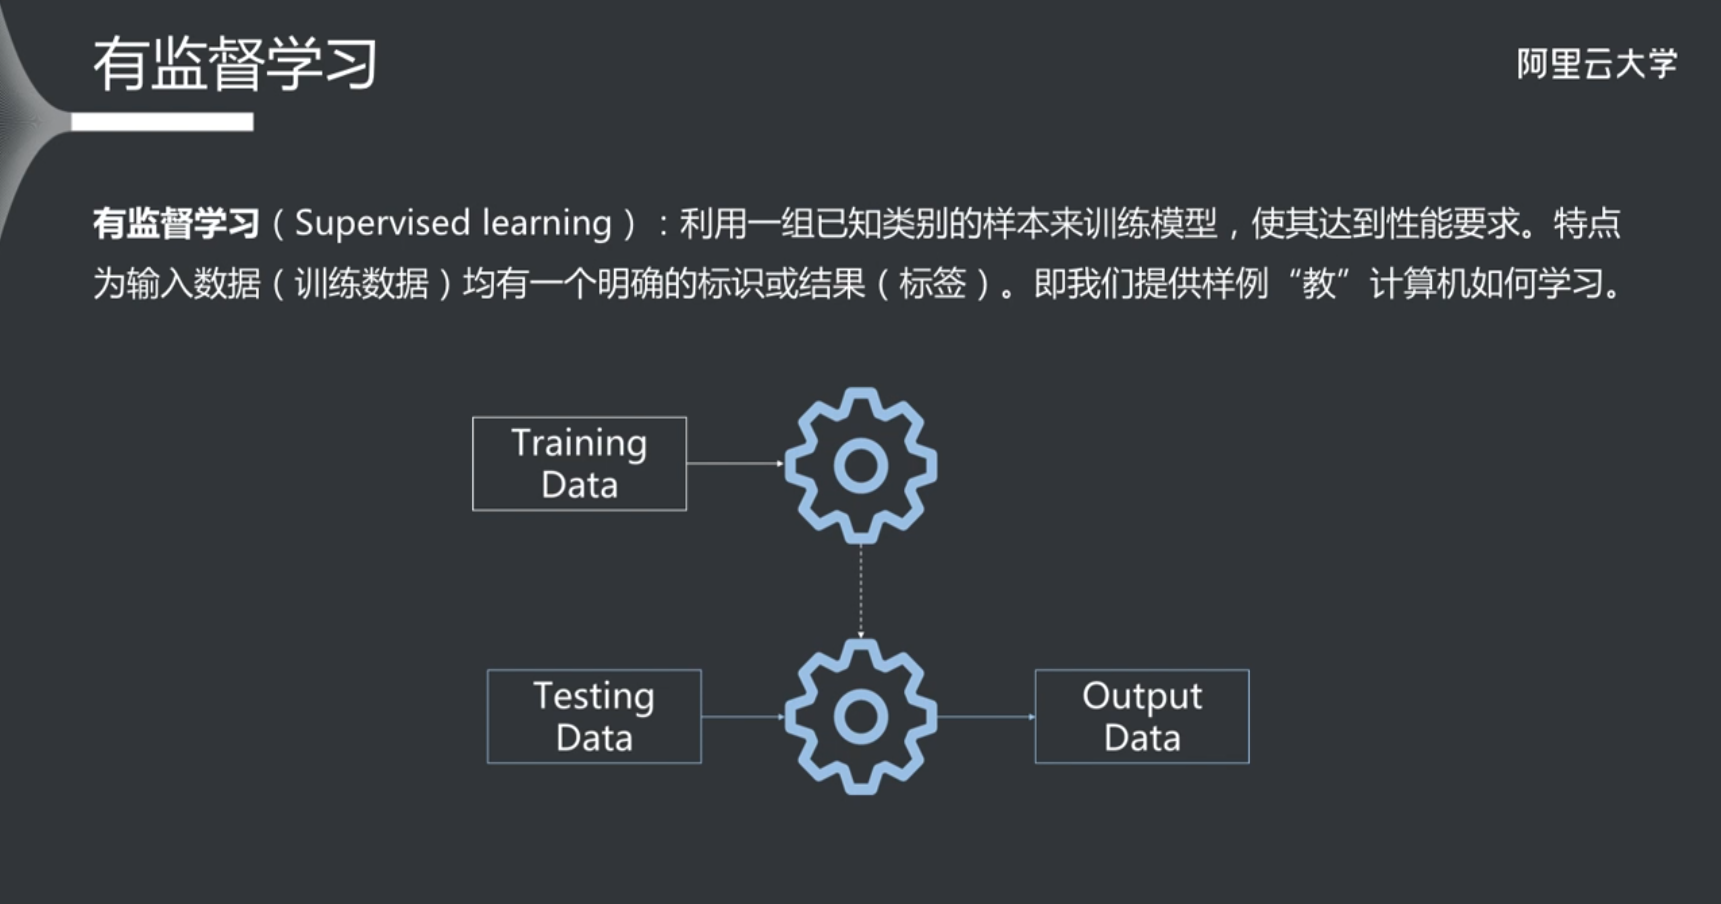 有监督学习
阿里云大学
有监督学习（Supervised learning）：利用一组已知类别的样本来训练模型，使其达到性能要求。特点
为输入数据（训练数据）均有一个明确的标识或结果（标签）。即我们提供样例“教”计算机如何学习。
Training
Data
Testing
Data
Output
Data